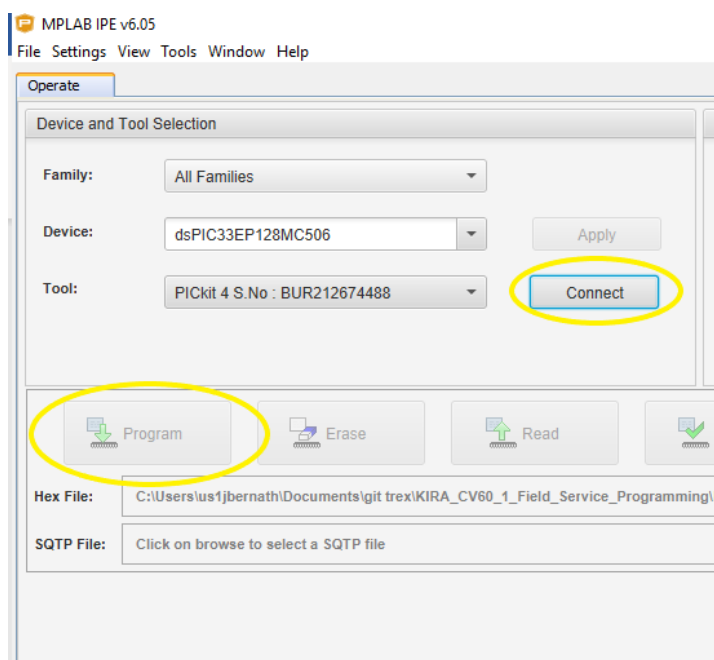 MPLAB IPE v6.05
File Settings View Tools Window Help
Operate
Device and Tool Selection
Family: All Families
Device: dsPIC33EP128MC506 Apply
Tool: PICkit 4 S.No : BUR212674488 Connect
Program Erase Read
Hex File: C:\Users\us1jbernath\Documents\git trex\KIRA_CV60_1_Field_Service_Programming\
SQTP File: Click on browse to select a SQTP file